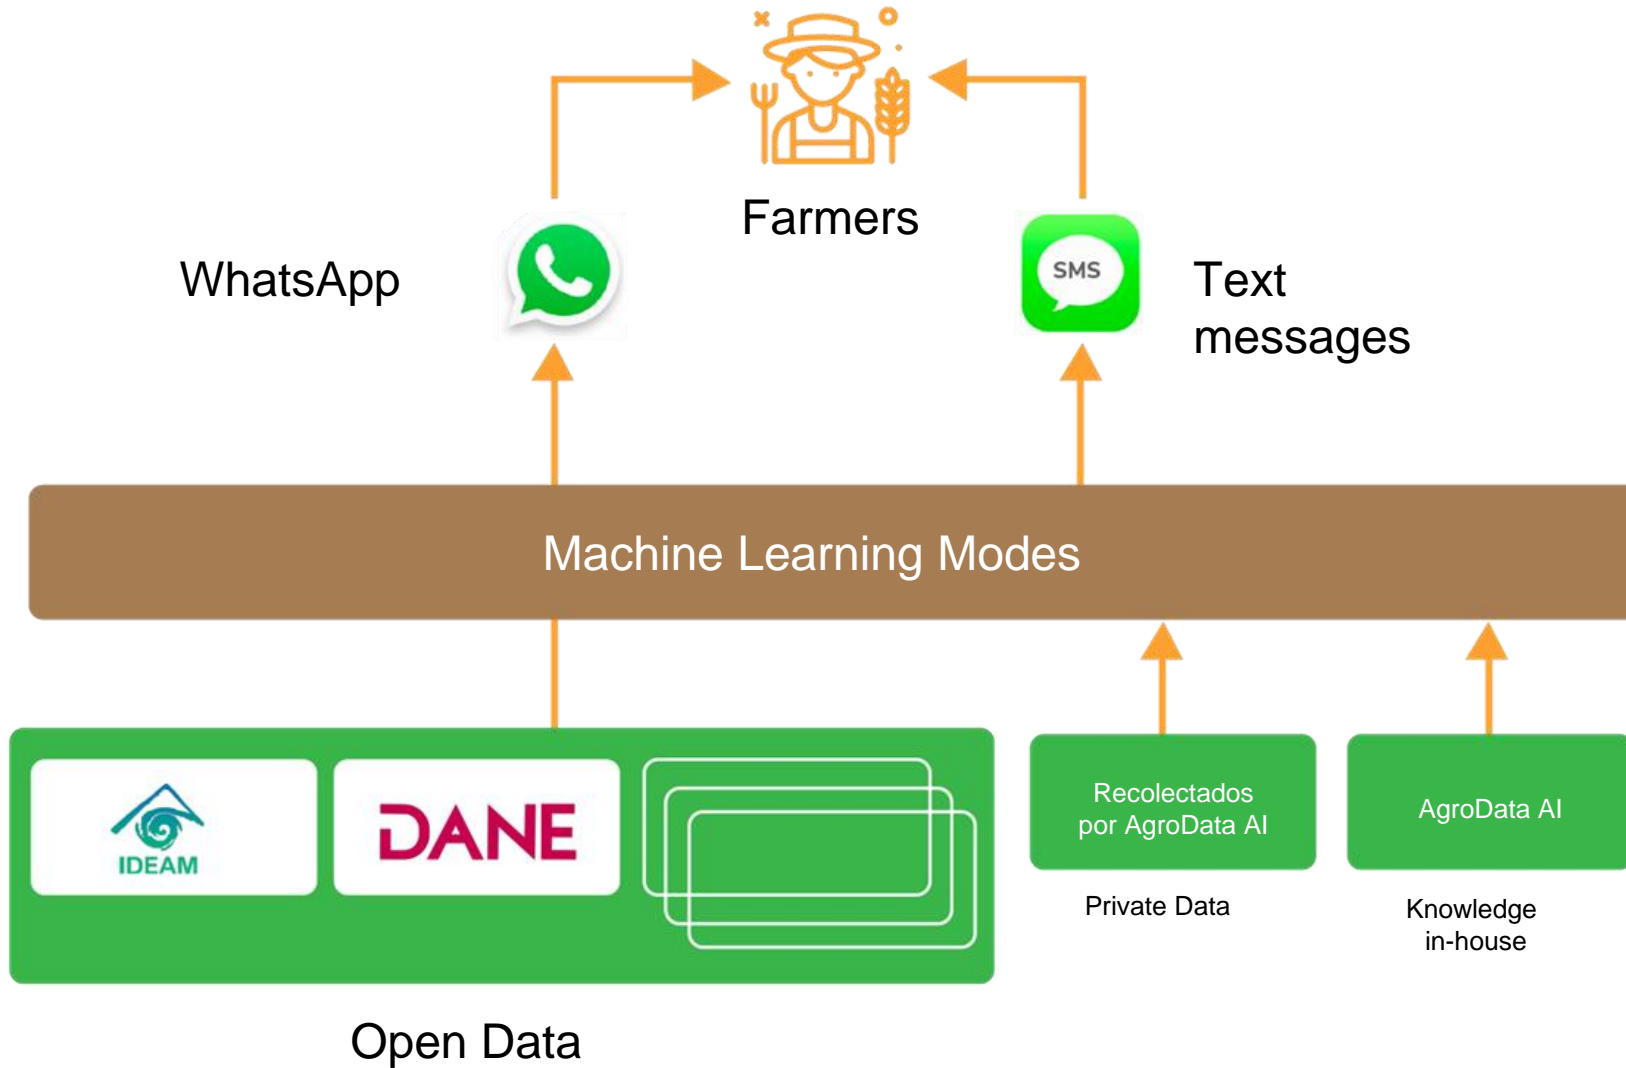 Farmers
WhatsApp
SMS
Text
messages
Machine Learning Modes
IDEAM
DANE
Recolectados
por AgroData AI
AgroData AI
Private Data
Knowledge
in-house
Open Data